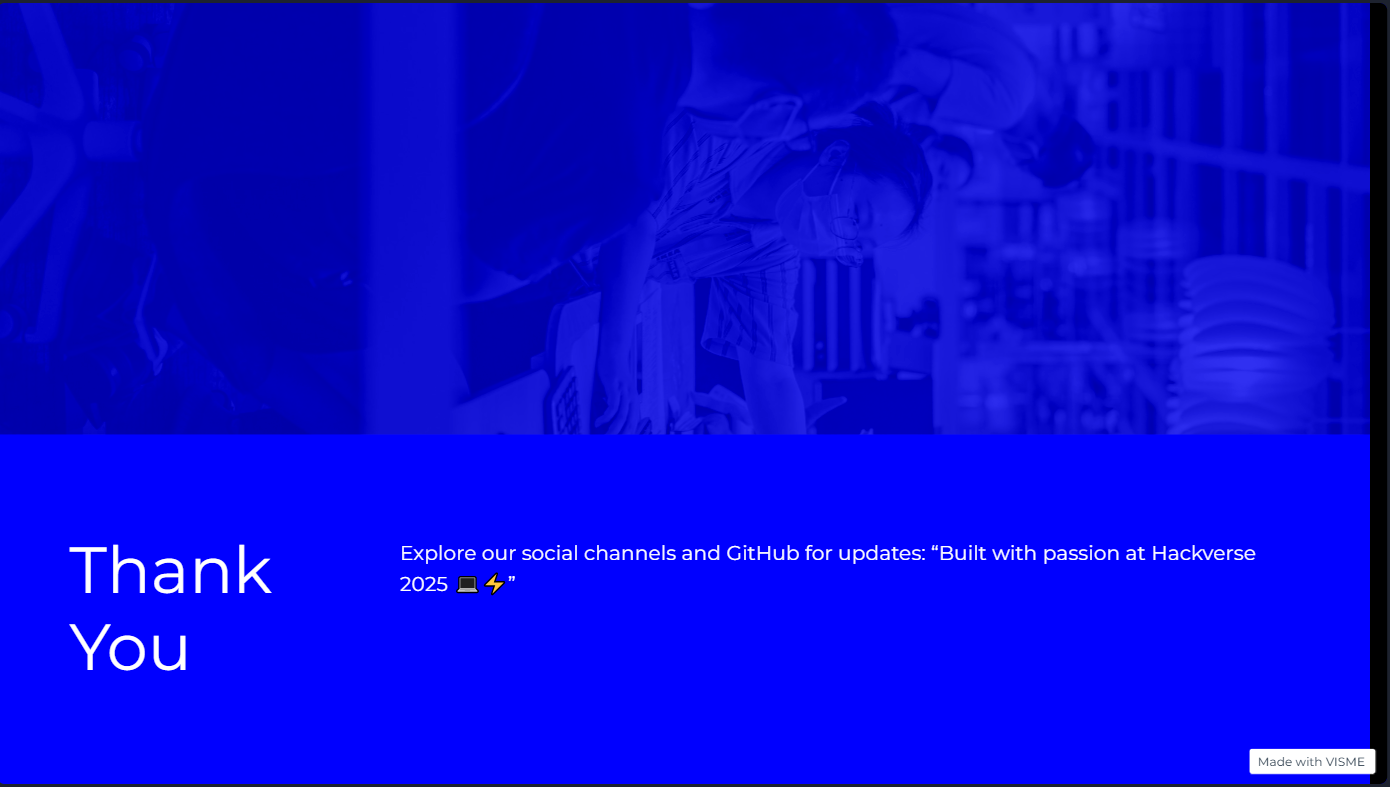 Thank
You
Explore our social channels and GitHub for updates: “Built with passion at Hackverse
2025 💻⚡”
Made with VISME